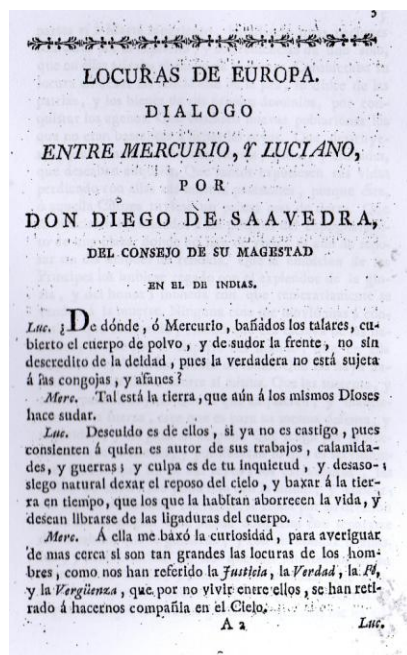 3
LOCURAS DE EUROPA.
DIALOGO
ENTRE MERCURIO, Y LUCIANO,
POR
DON DIEGO DE SAAVEDRA,
DEL CONSEJO DE SU MAGESTAD
EN EL DE INDIAS.
Luc. ¿De dónde, ó Mercurio, bañados los talares, cu-
bierto el cuerpo de polvo, y de sudor la frente, no sin
descredito de la deidad, pues la verdadera no está sujeta
á las congojas, y afanes?
Merc. Tal está la tierra, que aún á los mismos Dioses
hace sudar.
Luc. Descuido es de ellos, si ya no es castigo, pues
consienten á quien es autor de sus trabajos, calamida-
des, y guerras; y culpa es de tu inquietud, y desaso-
siego natural dexar el reposo del cielo, y baxar á la tier-
ra en tiempo, que los que la habitan aborrecen la vida, y
desean librarse de las ligaduras del cuerpo.
Merc. Á ella me baxó la curiosidad, para averiguar
de mas cerca si son tan grandes las locuras de los hom-
bres, como nos han referido la Justicia, la Verdad, la Fé,
y la Vergüenza, que por no vivir entre ellos, se han reti-
rado á hacernos compañia en el Cielo.
A 2 Luc.